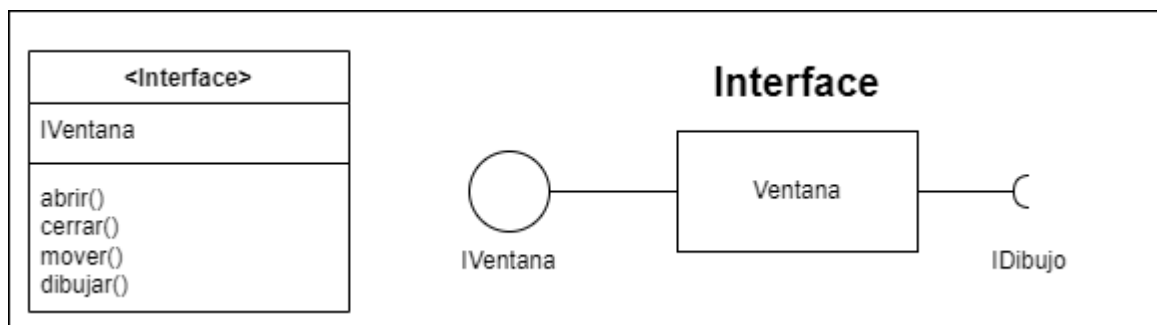 <Interface>
IVentana
abrir()
cerrar()
mover()
dibujar()
Interface
Ventana
IVentana
IDibujo